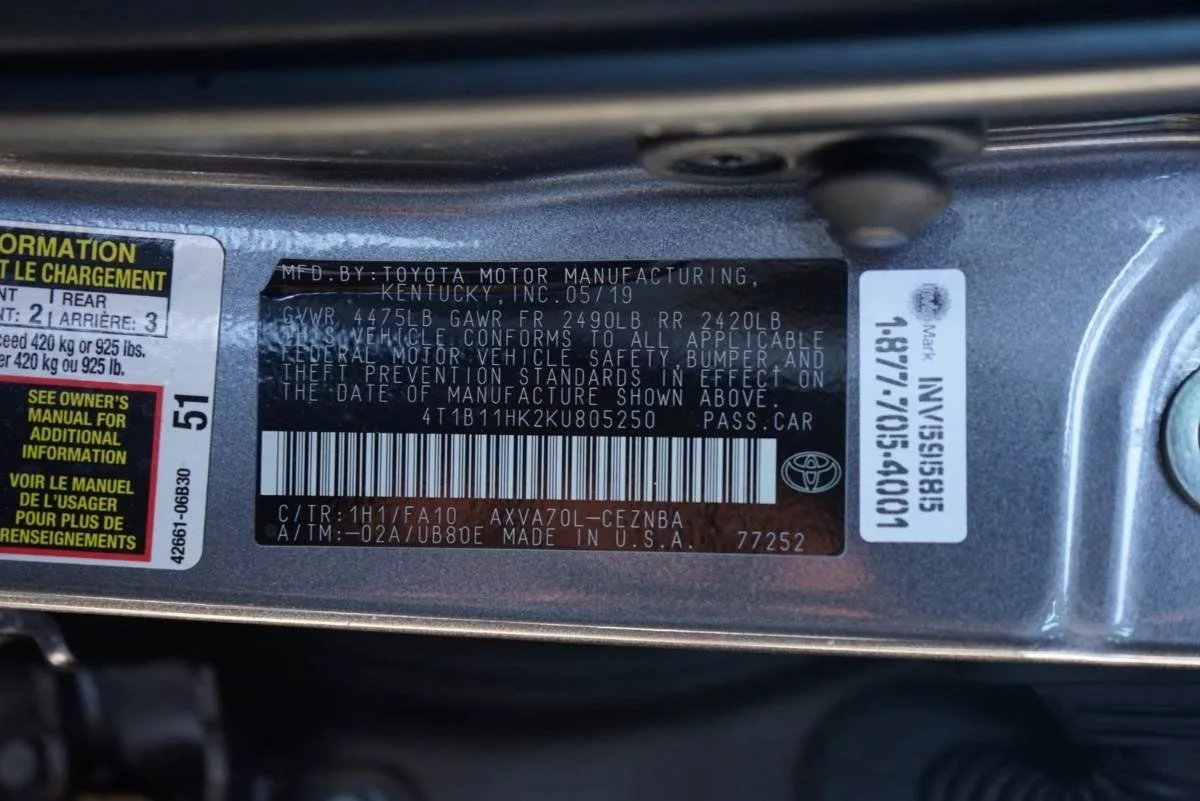 ORMATION
T LE CHARGEMENT
NT | REAR
NT: 2 | ARRIÈRE: 3
ceed 420 kg or 925 lbs.
er 420 kg ou 925 lb.
SEE OWNER'S
MANUAL FOR
ADDITIONAL
INFORMATION
VOIR LE MANUEL
DE L'USAGER
POUR PLUS DE
RENSEIGNEMENTS
51
42661-06B30
MFD.BY:TOYOTA MOTOR MANUFACTURING,
KENTUCKY,INC.05/19
GVWR 4475LB GAWR FR 2490LB RR 2420LB
THIS VEHICLE CONFORMS TO ALL APPLICABLE
FEDERAL MOTOR VEHICLE SAFETY,BUMPER AND
THEFT PREVENTION STANDARDS IN EFFECT ON
THE DATE OF MANUFACTURE SHOWN ABOVE.
4T1B11HK2KU805250 PASS.CAR
C/TR:1H1/FA10 AXVA70L-CEZNBA
A/TM:-02A/UB80E MADE IN U.S.A. 77252
Mark
INV1591585
1-877-705-4001